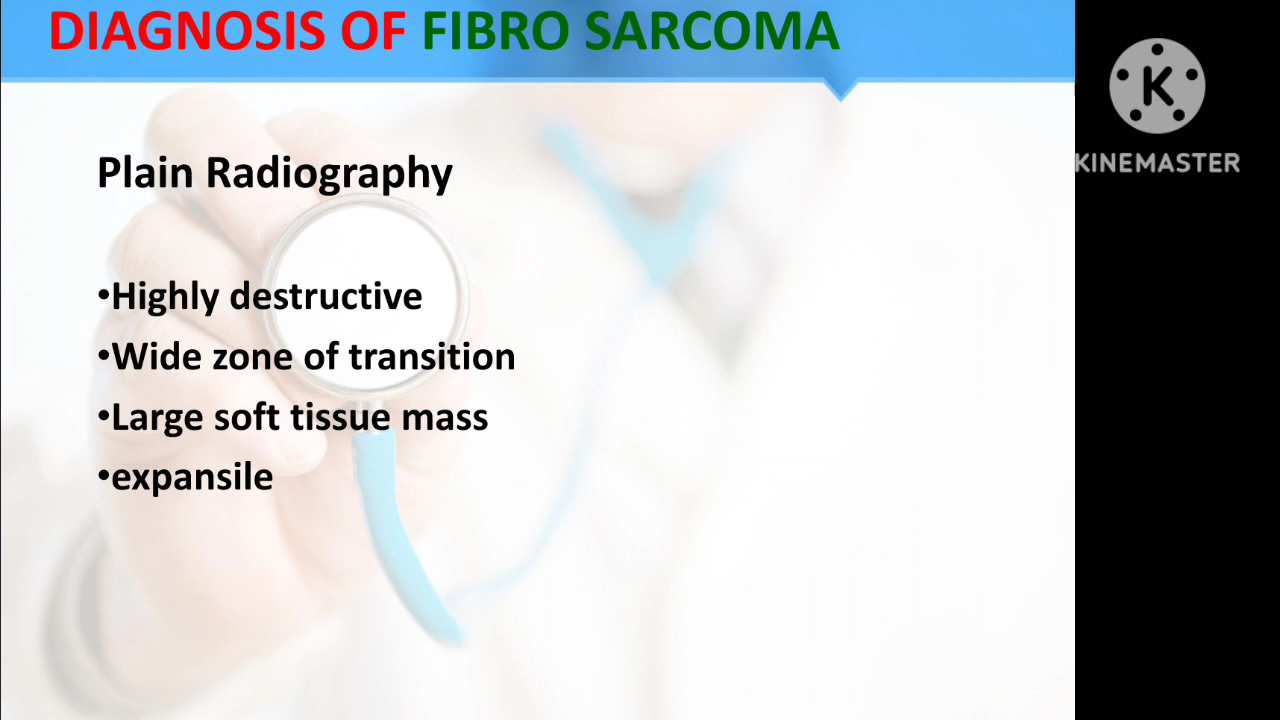 DIAGNOSIS OF FIBRO SARCOMA
Plain Radiography
•Highly destructive
•Wide zone of transition
•Large soft tissue mass
•expansile
K
KINEMASTER